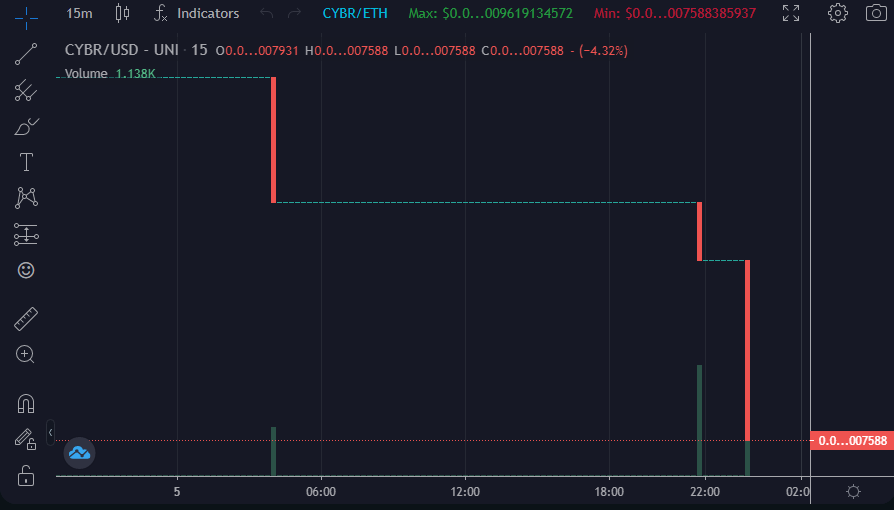 15m Indicators CYBR/ETH Max: $0.0...009619134572 Min: $0.0...007588385937
CYBR/USD - UNI · 15 O0.0...007931 H0.0...007588 L0.0...007588 C0.0...007588 - (−4.32%)
Volume 1.138K
0.0...007588
5 06:00 12:00 18:00 22:00 02:0